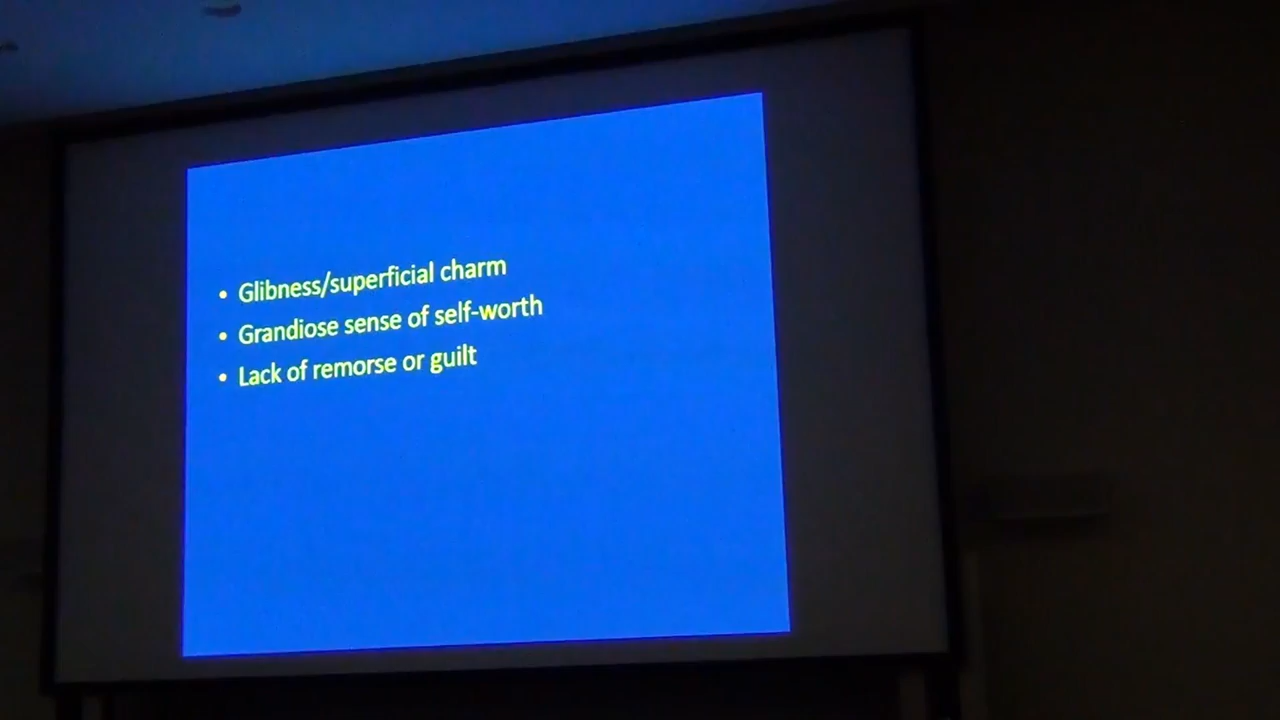 • Glibness/superficial charm
• Grandiose sense of self-worth
• Lack of remorse or guilt